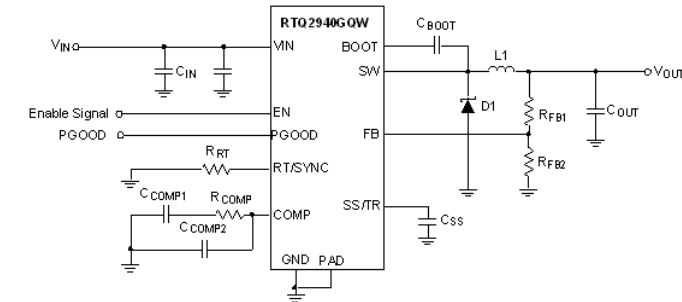 RTQ2940GQW
VIN
CIN
VIN
BOOT
CBOOT
SW
L1
VOUT
D1
RFB1
COUT
Enable Signal
EN
PGOOD
PGOOD
FB
RFB2
RRT
RT/SYNC
CCOMP1
RCOMP
COMP
CCOMP2
SS/TR
CSS
GND PAD